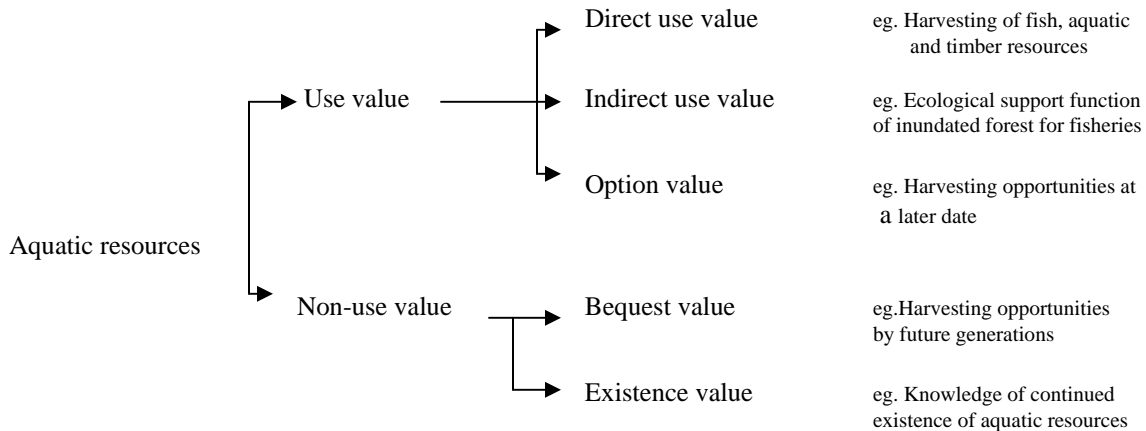 Direct use value
eg. Harvesting of fish, aquatic
and timber resources
Use value
Indirect use value
eg. Ecological support function
of inundated forest for fisheries
Option value
eg. Harvesting opportunities at
a later date
Aquatic resources
Non-use value
Bequest value
eg.Harvesting opportunities
by future generations
Existence value
eg. Knowledge of continued
existence of aquatic resources